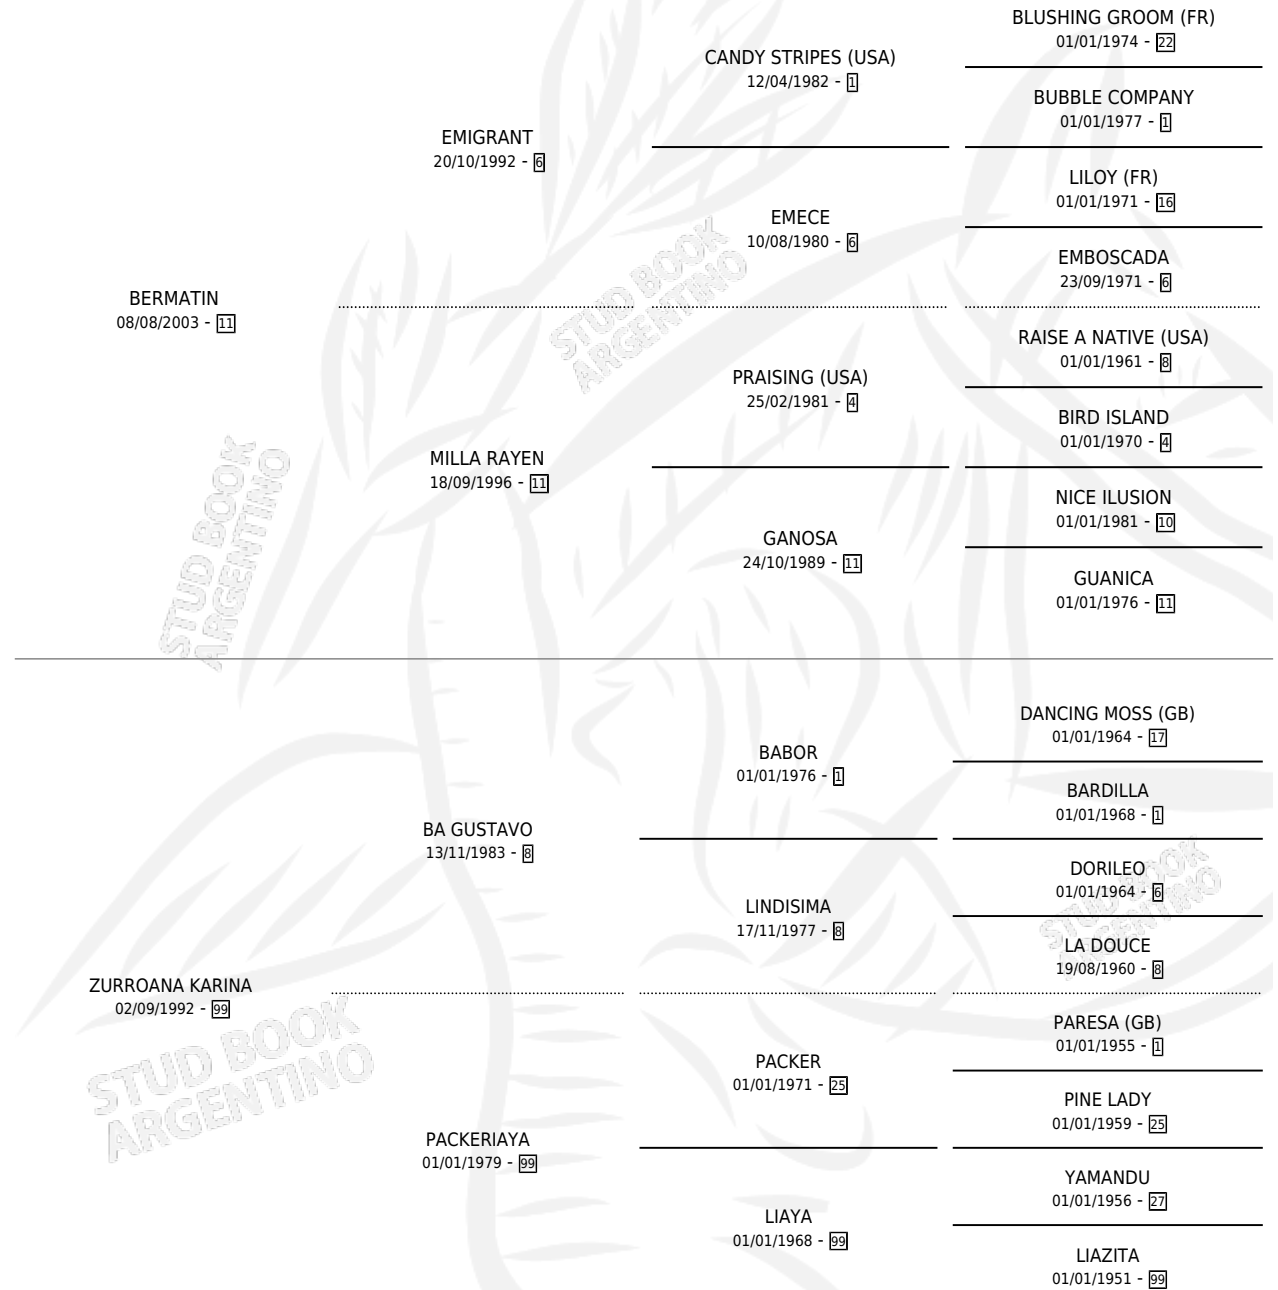 BLUSHING GROOM (FR)
01/01/1974 - 22
CANDY STRIPES (USA)
12/04/1982 - 1
BUBBLE COMPANY
01/01/1977 - 1
EMIGRANT
20/10/1992 - 6
LILOY (FR)
01/01/1971 - 16
EMECE
10/08/1980 - 6
EMBOSCADA
23/09/1971 - 6
BERMATIN
08/08/2003 - 11
STUD BOOK
ARGENTINO
RAISE A NATIVE (USA)
01/01/1961 - 8
PRAISING (USA)
25/02/1981 - 4
BIRD ISLAND
01/01/1970 - 4
MILLA RAYEN
18/09/1996 - 11
NICE ILUSION
01/01/1981 - 10
GANOSA
24/10/1989 - 11
GUANICA
01/01/1976 - 11
STUD BOOK
ARGENTINO
DANCING MOSS (GB)
01/01/1964 - 17
BABOR
01/01/1976 - 1
BARDILLA
01/01/1968 - 1
BA GUSTAVO
13/11/1983 - 8
DORILEO
01/01/1964 - 6
LINDISIMA
17/11/1977 - 8
LA DOUCE
19/08/1960 - 8
STUD BOOK
ARGENTINO
ZURROANA KARINA
02/09/1992 - 99
STUD BOOK
ARGENTINO
PARESA (GB)
01/01/1955 - 1
PACKER
01/01/1971 - 25
PINE LADY
01/01/1959 - 25
PACKERIAYA
01/01/1979 - 99
YAMANDU
01/01/1956 - 27
LIAYA
01/01/1968 - 99
LIAZITA
01/01/1951 - 99